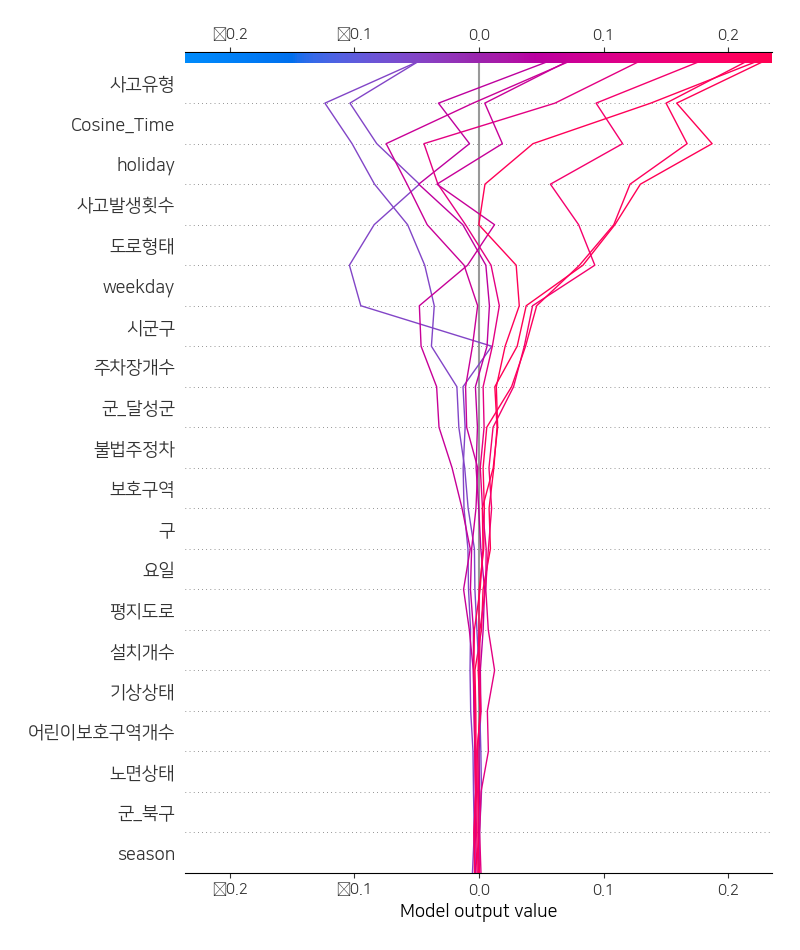 ▯0.2 ▯0.1 0.0 0.1 0.2
사고유형
Cosine_Time
holiday
사고발생횟수
도로형태
weekday
시군구
주차장개수
군_달성군
불법주정차
보호구역
구
요일
평지도로
설치개수
기상상태
어린이보호구역개수
노면상태
군_북구
season
▯0.2 ▯0.1 0.0 0.1 0.2
Model output value